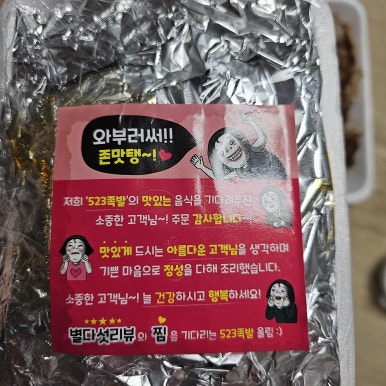 와부러써!!
존맛탱~!
저희 '523족발'의 맛있는 음식을 기다려주신
소중한 고객님~! 주문 감사합니다~!
맛있게 드시는 아름다운 고객님을 생각하며
기쁜 마음으로 정성을 다해 조리했습니다.
소중한 고객님~! 늘 건강하시고 행복하세요!
별다섯리뷰와 찜을 기다리는 523족발 올림 :)